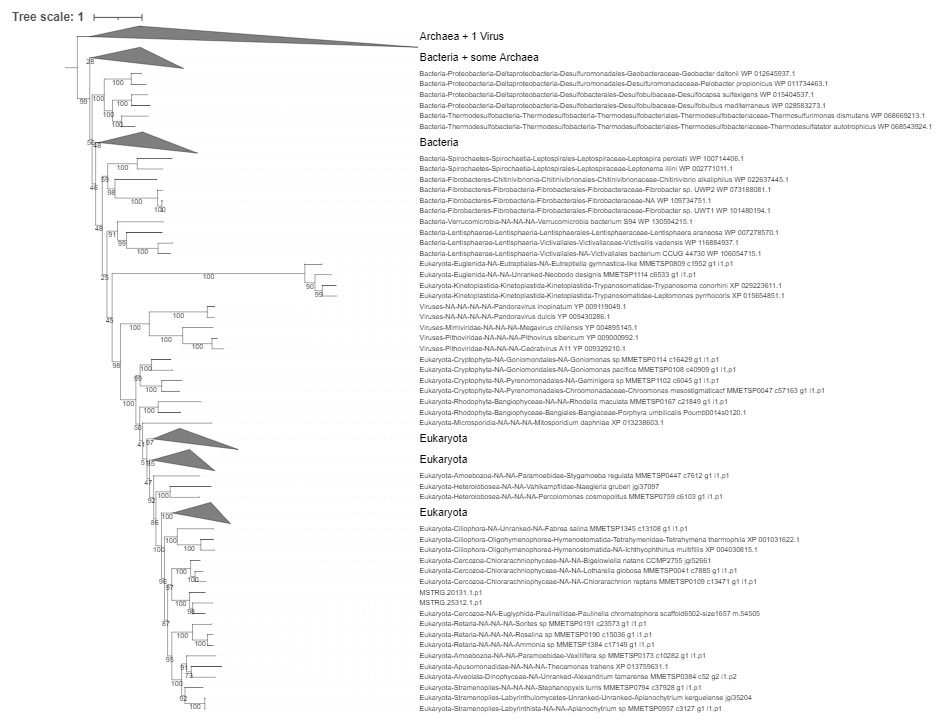 Tree scale: 1
Archaea + 1 Virus
Bacteria + some Archaea
Bacteria-Proteobacteria-Deltaproteobacteria-Desulfuromonadales-Geobacteraceae-Geobacter daltonii WP 012645937.1
Bacteria-Proteobacteria-Deltaproteobacteria-Desulfuromonadales-Desulfuromonadaceae-Pelobacter propionicus WP 011734463.1
Bacteria-Proteobacteria-Deltaproteobacteria-Desulfobacterales-Desulfobulbaceae-Desulfocapsa sulfexigens WP 015404537.1
Bacteria-Proteobacteria-Deltaproteobacteria-Desulfobacterales-Desulfobulbaceae-Desulfobulbus mediterraneus WP 028583273.1
Bacteria-Thermodesulfobacteria-Thermodesulfobacteria-Thermodesulfobacteriales-Thermodesulfobacteriaceae-Thermosulfurimonas dismutans WP 068669213.1
Bacteria-Thermodesulfobacteria-Thermodesulfobacteria-Thermodesulfobacteriales-Thermodesulfobacteriaceae-Thermodesulfatator autotrophicus WP 068543924.1
Bacteria
Bacteria-Spirochaetes-Spirochaetia-Leptospirales-Leptospiraceae-Leptospira perolatii WP 100714406.1
Bacteria-Spirochaetes-Spirochaetia-Leptospirales-Leptospiraceae-Leptonema illini WP 002771011.1
Bacteria-Fibrobacteres-Chitinivibrionia-Chitinivibrionales-Chitinivibrionaceae-Chitinivibrio alkaliphilus WP 022637445.1
Bacteria-Fibrobacteres-Fibrobacteria-Fibrobacterales-Fibrobacteraceae-Fibrobacter sp. UWP2 WP 073188081.1
Bacteria-Fibrobacteres-Fibrobacteria-Fibrobacterales-Fibrobacteraceae-NA WP 109734751.1
Bacteria-Fibrobacteres-Fibrobacteria-Fibrobacterales-Fibrobacteraceae-Fibrobacter sp. UWT1 WP 101480194.1
Bacteria-Verrucomicrobia-NA-NA-NA-Verrucomicrobia bacterium S94 WP 130594215.1
Bacteria-Lentisphaerae-Lentisphaeria-Lentisphaerales-Lentisphaeraceae-Lentisphaera araneosa WP 007278570.1
Bacteria-Lentisphaerae-Lentisphaeria-Victivallales-Victivallaceae-Victivallis vadensis WP 116884937.1
Bacteria-Lentisphaerae-Lentisphaeria-Victivallales-NA-Victivallales bacterium CCUG 44730 WP 106054715.1
Eukaryota-Euglenida-NA-Eutreptiales-NA-Eutreptiella gymnastica-like MMETSP0809 c1952 g1 i1.p1
Eukaryota-Euglenida-NA-NA-Unranked-Neobodo designis MMETSP1114 c6533 g1 i1.p1
Eukaryota-Kinetoplastida-Kinetoplastida-Kinetoplastida-Trypanosomatidae-Trypanosoma conorhini XP 029223611.1
Eukaryota-Kinetoplastida-Kinetoplastida-Kinetoplastida-Trypanosomatidae-Leptomonas pyrrhocoris XP 015654851.1
Viruses-NA-NA-NA-NA-Pandoravirus inopinatum YP 009119049.1
Viruses-NA-NA-NA-NA-Pandoravirus dulcis YP 009430286.1
Viruses-Mimiviridae-NA-NA-NA-Megavirus chiliensis YP 004895145.1
Viruses-Pithoviridae-NA-NA-NA-Pithovirus sibericum YP 009000992.1
Viruses-Pithoviridae-NA-NA-NA-Cedratvirus A11 YP 009329210.1
Eukaryota-Cryptophyta-NA-Goniomondales-NA-Goniomonas sp MMETSP0114 c16429 g1 i1.p1
Eukaryota-Cryptophyta-NA-Goniomondales-NA-Goniomonas pacifica MMETSP0108 c40909 g1 i1.p1
Eukaryota-Cryptophyta-NA-Pyrenomonadales-NA-Geminigera sp MMETSP1102 c6045 g1 i1.p1
Eukaryota-Cryptophyta-NA-Pyrenomonadales-Chroomonadaceae-Chroomonas mesostigmaticacf MMETSP0047 c57163 g1 i1.p1
Eukaryota-Rhodophyta-Bangiophyceae-NA-NA-Rhodella maculata MMETSP0167 c21849 g1 i1.p1
Eukaryota-Rhodophyta-Bangiophyceae-Bangiales-Bangiaceae-Porphyra umbilicalis Poumb0014s0120.1
Eukaryota-Microsporidia-NA-NA-NA-Mitosporidium daphniae XP 013238603.1
Eukaryota
Eukaryota
Eukaryota-Amoebozoa-NA-NA-Paramoebidae-Stygamoeba regulata MMETSP0447 c7612 g1 i1.p1
Eukaryota-Heterolobosea-NA-NA-Vahlkampfiidae-Naegleria gruberi jgi37097
Eukaryota-Heterolobosea-NA-NA-NA-Percolomonas cosmopolitus MMETSP0759 c6103 g1 i1.p1
Eukaryota
Eukaryota-Ciliophora-NA-Unranked-NA-Fabrea salina MMETSP1345 c13108 g1 i1.p1
Eukaryota-Ciliophora-Oligohymenophorea-Hymenostomatida-Tetrahymenidae-Tetrahymena thermophila XP 001031622.1
Eukaryota-Ciliophora-Oligohymenophorea-Hymenostomatida-NA-Ichthyophthirius multifiliis XP 004030815.1
Eukaryota-Cercozoa-Chlorarachniophyceae-NA-NA-Bigelowiella natans CCMP2755 jgi52661
Eukaryota-Cercozoa-Chlorarachniophyceae-NA-NA-Lotharella globosa MMETSP0041 c7885 g1 i1.p1
Eukaryota-Cercozoa-Chlorarachniophyceae-NA-NA-Chlorarachnion reptans MMETSP0109 c13471 g1 i1.p1
MSTRG.20131.1.p1
MSTRG.25312.1.p1
Eukaryota-Cercozoa-NA-Euglyphida-Paulinellidae-Paulinella chromatophora scaffold6502-size1657 m.54505
Eukaryota-Retaria-NA-NA-NA-Sorites sp MMETSP0191 c23573 g1 i1.p1
Eukaryota-Retaria-NA-NA-NA-Rosalina sp MMETSP0190 c15036 g1 i1.p1
Eukaryota-Retaria-NA-NA-NA-Ammonia sp MMETSP1384 c17149 g1 i1.p1
Eukaryota-Amoebozoa-NA-NA-Paramoebidae-Vexillifera sp MMETSP0173 c10282 g1 i1.p1
Eukaryota-Apusomonadidae-NA-NA-NA-Thecamonas trahens XP 013759631.1
Eukaryota-Alveolata-Dinophyceae-NA-Unranked-Alexandrium tamarense MMETSP0384 c52 g2 i1.p2
Eukaryota-Stramenopiles-NA-NA-NA-Stephanopyxis turris MMETSP0794 c37928 g1 i1.p1
Eukaryota-Stramenopiles-Labyrinthulomycetes-Unranked-Unranked-Aplanochytrium kerguelense jgi35204
Eukaryota-Stramenopiles-Labyrinthista-NA-NA-Aplanochytrium sp MMETSP0957 c3127 g1 i1.p1